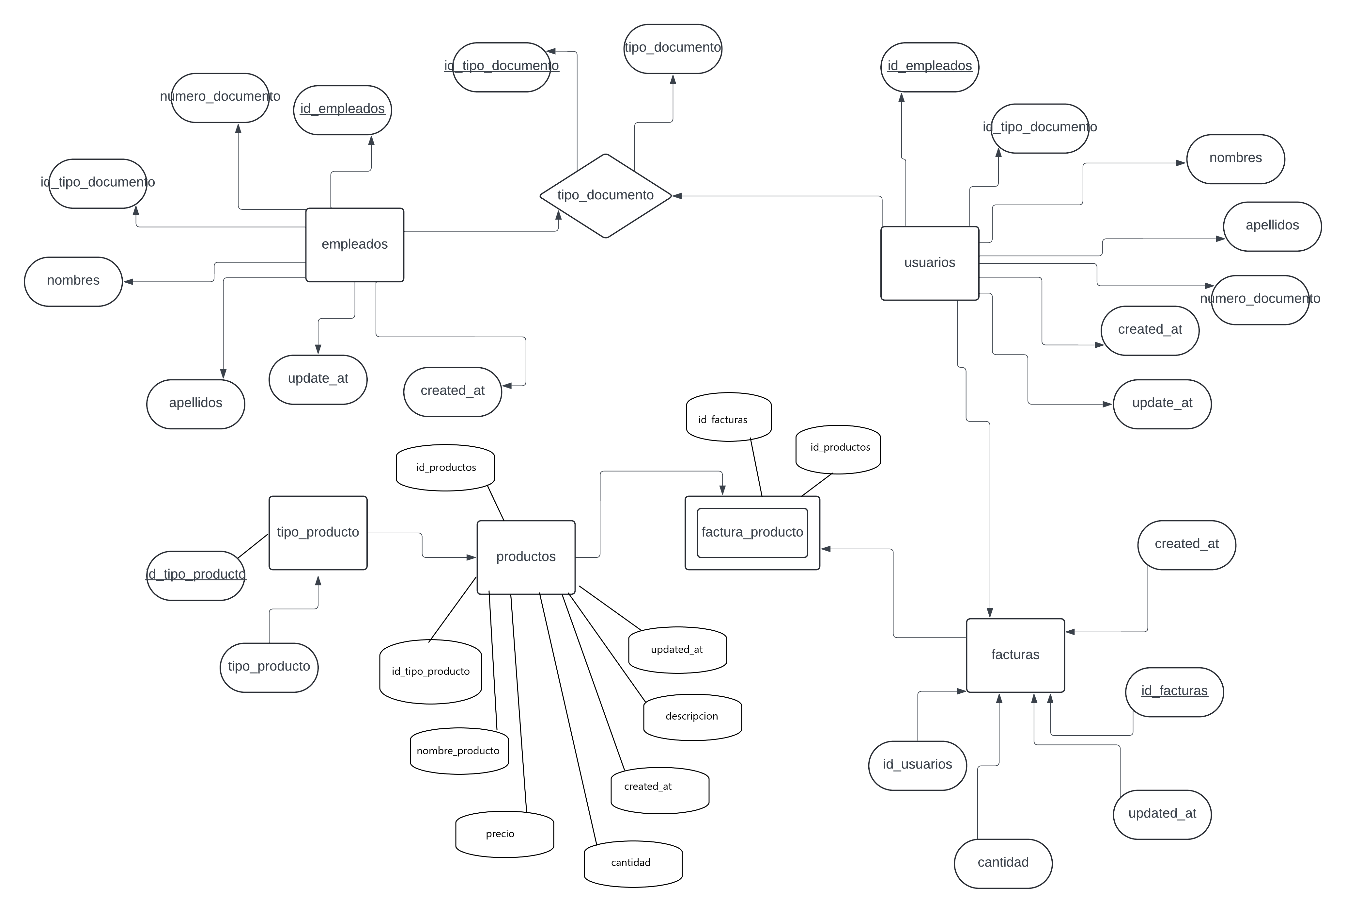 tipo_documento
id_tipo_documento
id_empleados
numero_documento
id_empleados
id_tipo_documento
nombres
id_tipo_documento
tipo_documento
apellidos
empleados
usuarios
nombres
numero_documento
created_at
update_at
created_at
apellidos
update_at
id_facturas
id_productos
id_productos
tipo_producto
factura_producto
productos
created_at
id_tipo_producto
updated_at
facturas
tipo_producto
id_tipo_producto
id_facturas
descripcion
nombre_producto
id_usuarios
created_at
precio
updated_at
cantidad
cantidad